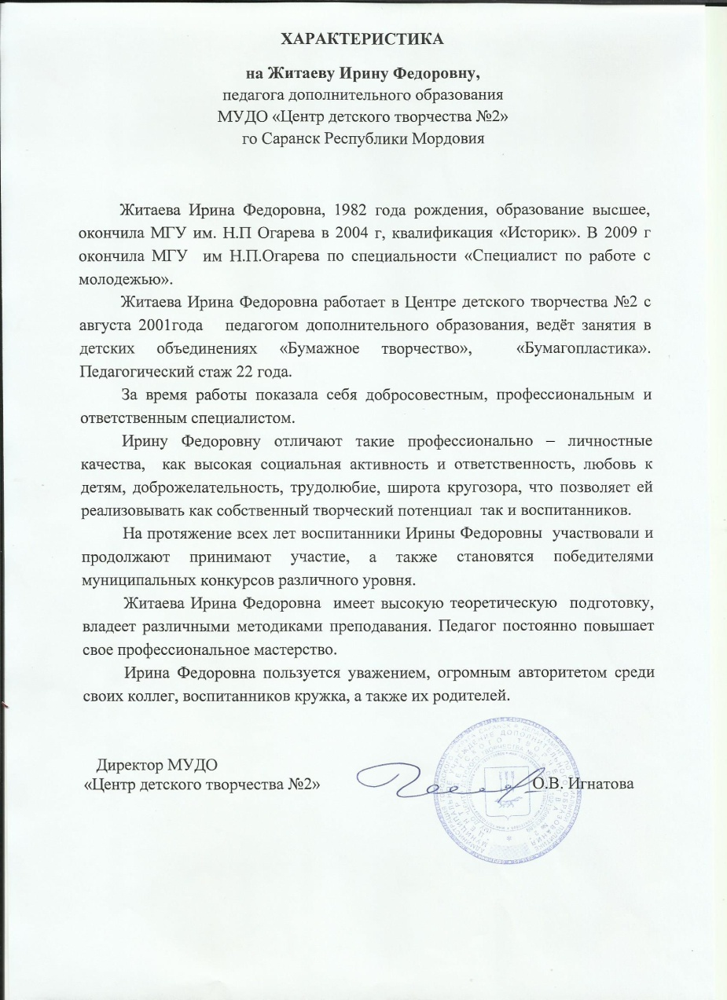 ХАРАКТЕРИСТИКА
на Житаеву Ирину Федоровну,
педагога дополнительного образования
МУДО «Центр детского творчества №2»
го Саранск Республики Мордовия
Житаева Ирина Федоровна, 1982 года рождения, образование высшее,
окончила МГУ им. Н.П Огарева в 2004 г, квалификация «Историк». В 2009 г
окончила МГУ им Н.П.Огарева по специальности «Специалист по работе с
молодежью».
Житаева Ирина Федоровна работает в Центре детского творчества №2 с
августа 2001года педагогом дополнительного образования, ведёт занятия в
детских объединениях «Бумажное творчество», «Бумагопластика».
Педагогический стаж 22 года.
За время работы показала себя добросовестным, профессиональным и
ответственным специалистом.
Ирину Федоровну отличают такие профессионально – личностные
качества, как высокая социальная активность и ответственность, любовь к
детям, доброжелательность, трудолюбие, широта кругозора, что позволяет ей
реализовывать как собственный творческий потенциал так и воспитанников.
На протяжение всех лет воспитанники Ирины Федоровны участвовали и
продолжают принимают участие, а также становятся победителями
муниципальных конкурсов различного уровня.
Житаева Ирина Федоровна имеет высокую теоретическую подготовку,
владеет различными методиками преподавания. Педагог постоянно повышает
свое профессиональное мастерство.
Ирина Федоровна пользуется уважением, огромным авторитетом среди
своих коллег, воспитанников кружка, а также их родителей.
Директор МУДО
«Центр детского творчества №2» О.В. Игнатова